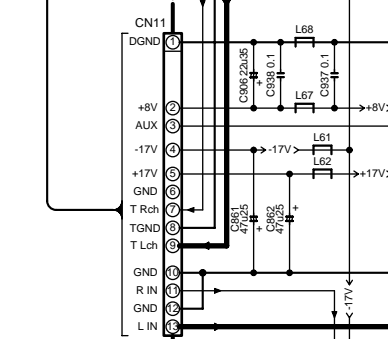 CN11
DGND 1
L68
C906 22u35
+
C938 0.1
C937 0.1
L67
+8V 2
+8V
AUX 3
-17V 4
-17V
L61
+17V 5
L62
+17V
GND 6
T Rch 7
TGND 8
T Lch 9
C861 47u25
+
C862 47u25
+
GND 10
R IN 11
-17V
GND 12
L IN 13